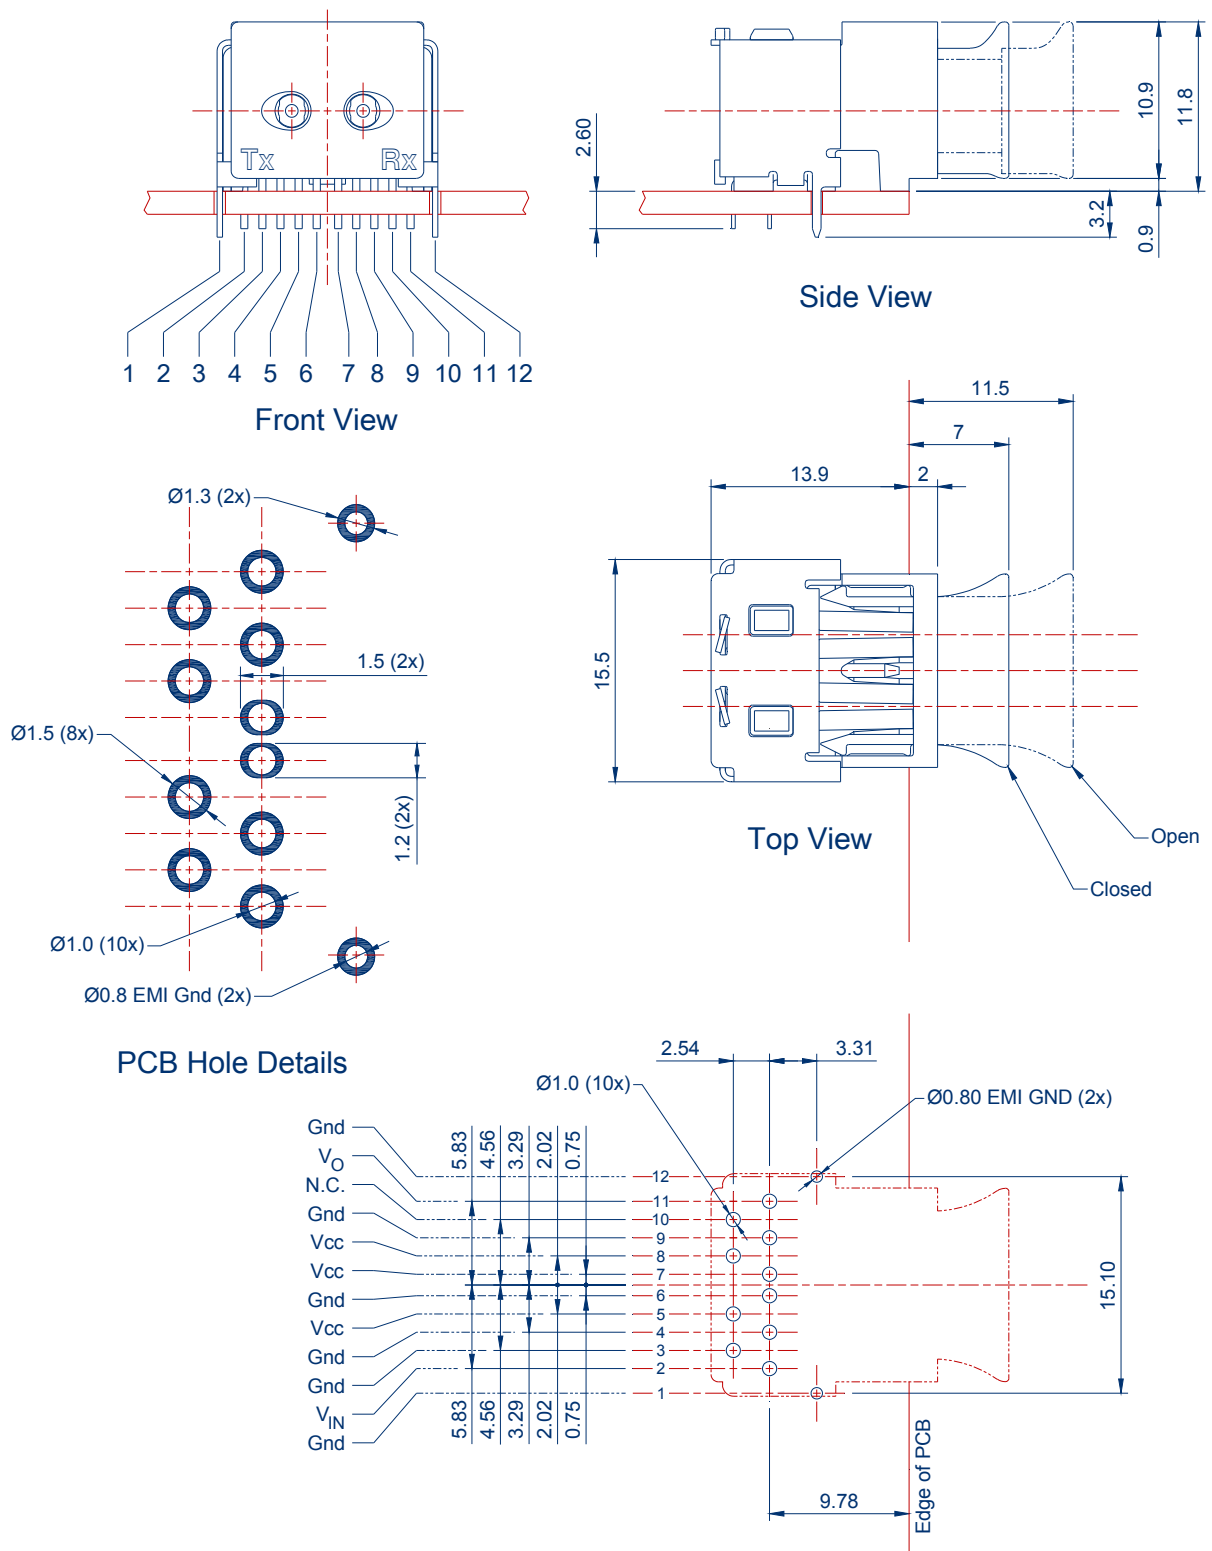 Tx Rx
1 2 3 4 5 6 7 8 9 10 11 12
Front View
2.60
10.9
11.8
3.2
0.9
Side View
11.5
7
13.9
2
15.5
Top View
Open
Closed
Ø1.3 (2x)
1.5 (2x)
Ø1.5 (8x)
1.2 (2x)
Ø1.0 (10x)
Ø0.8 EMI Gnd (2x)
PCB Hole Details
2.54
3.31
Ø1.0 (10x)
Ø0.80 EMI GND (2x)
Gnd
VO
N.C.
Gnd
Vcc
Vcc
Gnd
Vcc
Gnd
Gnd
VIN
Gnd
5.83 4.56 3.29 2.02 0.75
5.83 4.56 3.29 2.02 0.75
12
11
10
9
8
7
6
5
4
3
2
1
15.10
9.78
Edge of PCB